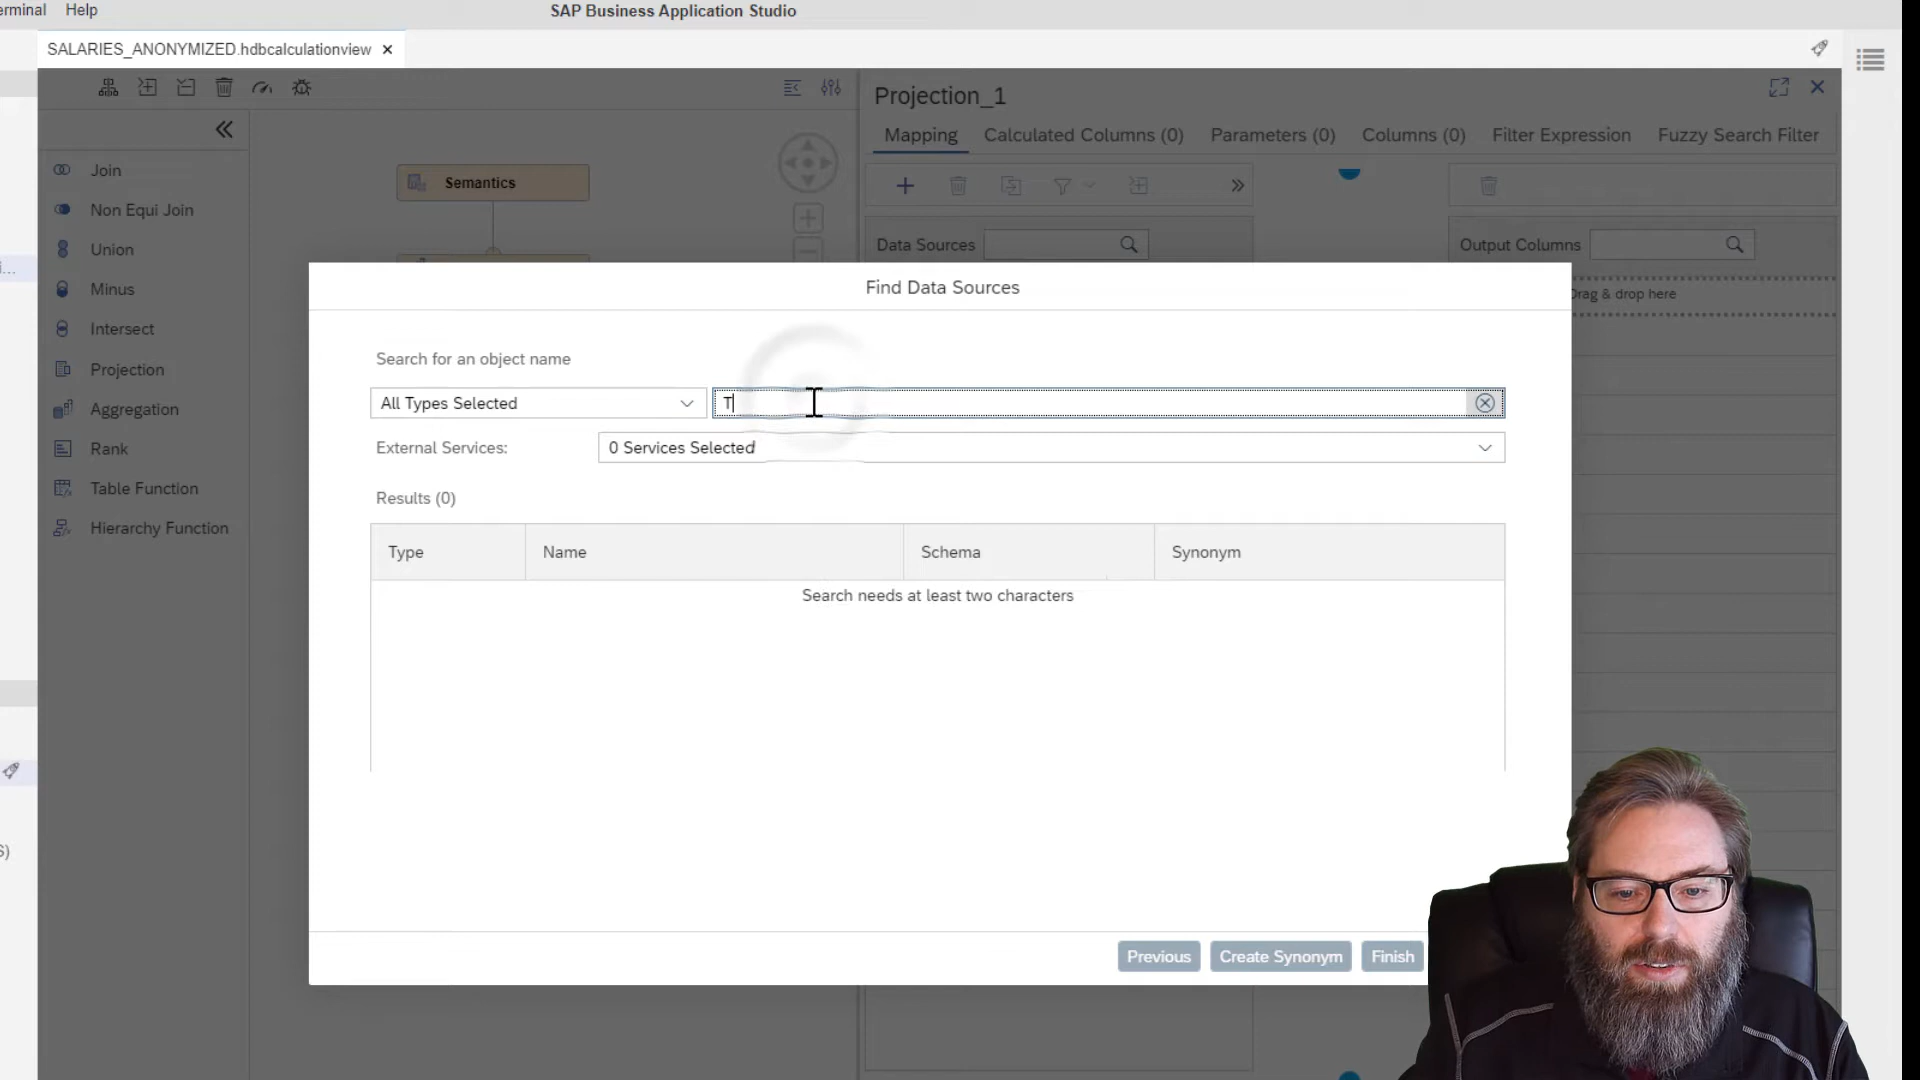 erminal Help
SAP Business Application Studio
SALARIES_ANONYMIZED.hdbcalculationview
Projection_1
Mapping Calculated Columns (0) Parameters (0) Columns (0) Filter Expression Fuzzy Search Filter
Join
Non Equi Join
Union
Minus
Intersect
Projection
Aggregation
Rank
Table Function
Hierarchy Function
Semantics
Data Sources
Output Columns
Drag & drop here
Find Data Sources
Search for an object name
All Types Selected T
External Services: 0 Services Selected
Results (0)
Type Name Schema Synonym
Search needs at least two characters
Previous Create Synonym Finish
i...
S)